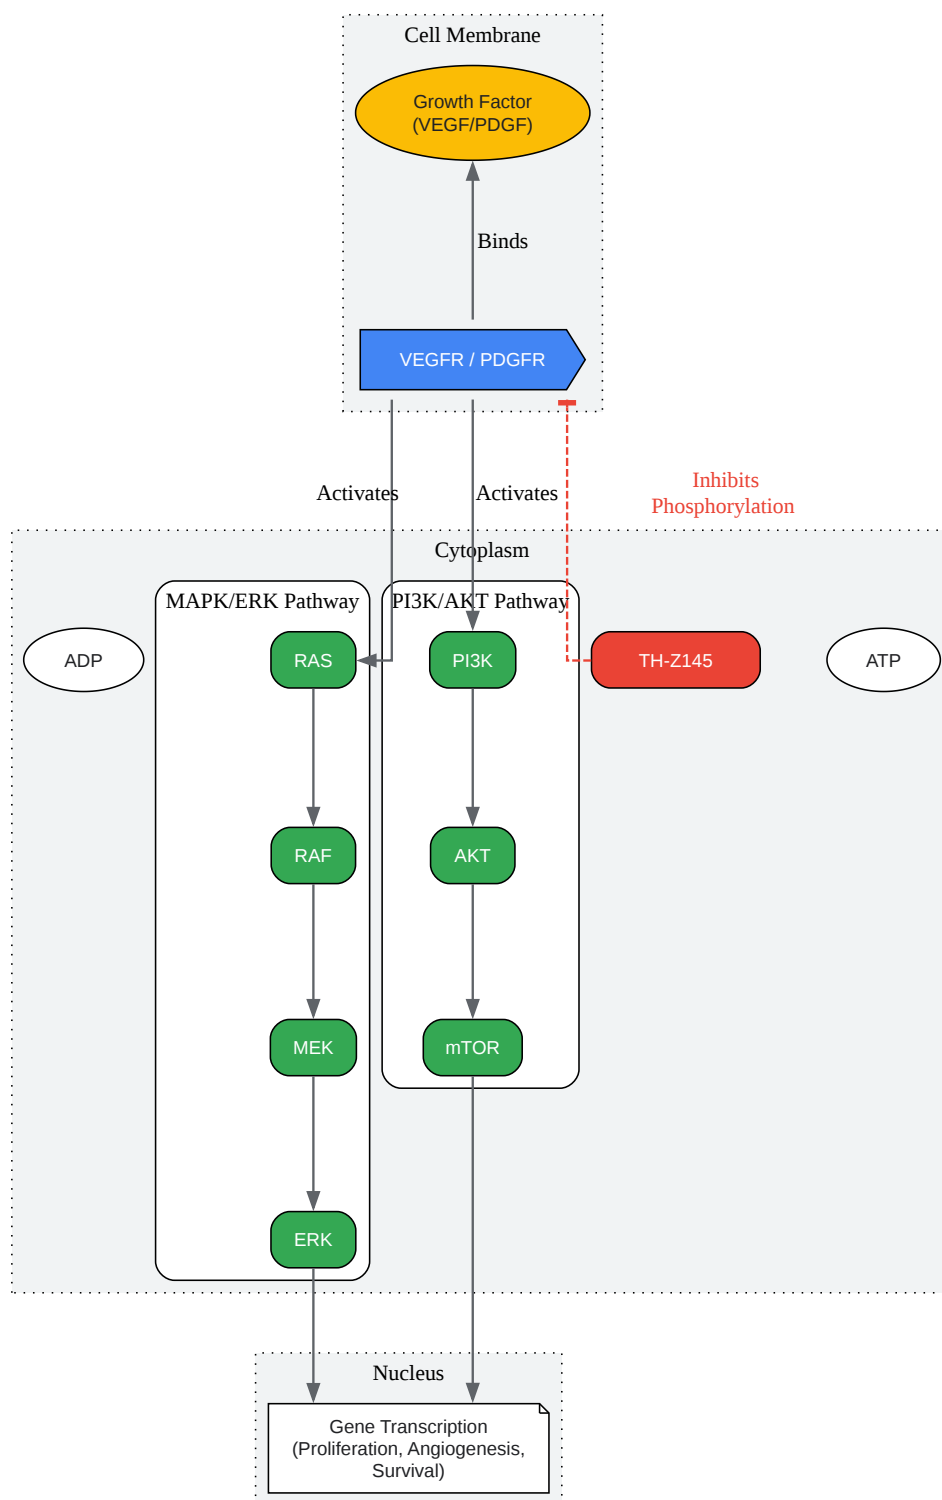 Cell Membrane
Growth Factor
(VEGF/PDGF)
Binds
VEGFR / PDGFR
Activates
Activates
Inhibits
Phosphorylation
Cytoplasm
MAPK/ERK Pathway
PI3K/AKT Pathway
ADP
RAS
PI3K
TH-Z145
ATP
RAF
AKT
MEK
mTOR
ERK
Nucleus
Gene Transcription
(Proliferation, Angiogenesis,
Survival)